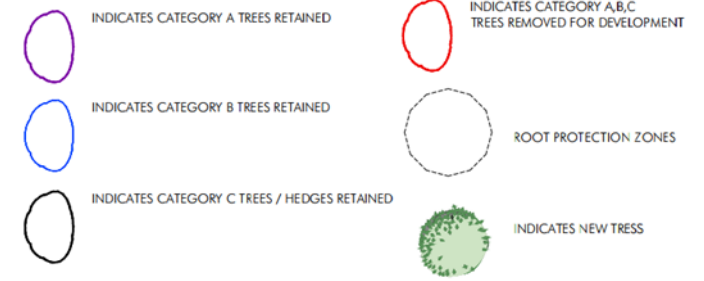 INDICATES CATEGORY A TREES RETAINED
INDICATES CATEGORY B TREES RETAINED
INDICATES CATEGORY C TREES / HEDGES RETAINED
INDICATES CATEGORY A,B,C
TREES REMOVED FOR DEVELOPMENT
ROOT PROTECTION ZONES
INDICATES NEW TRESS